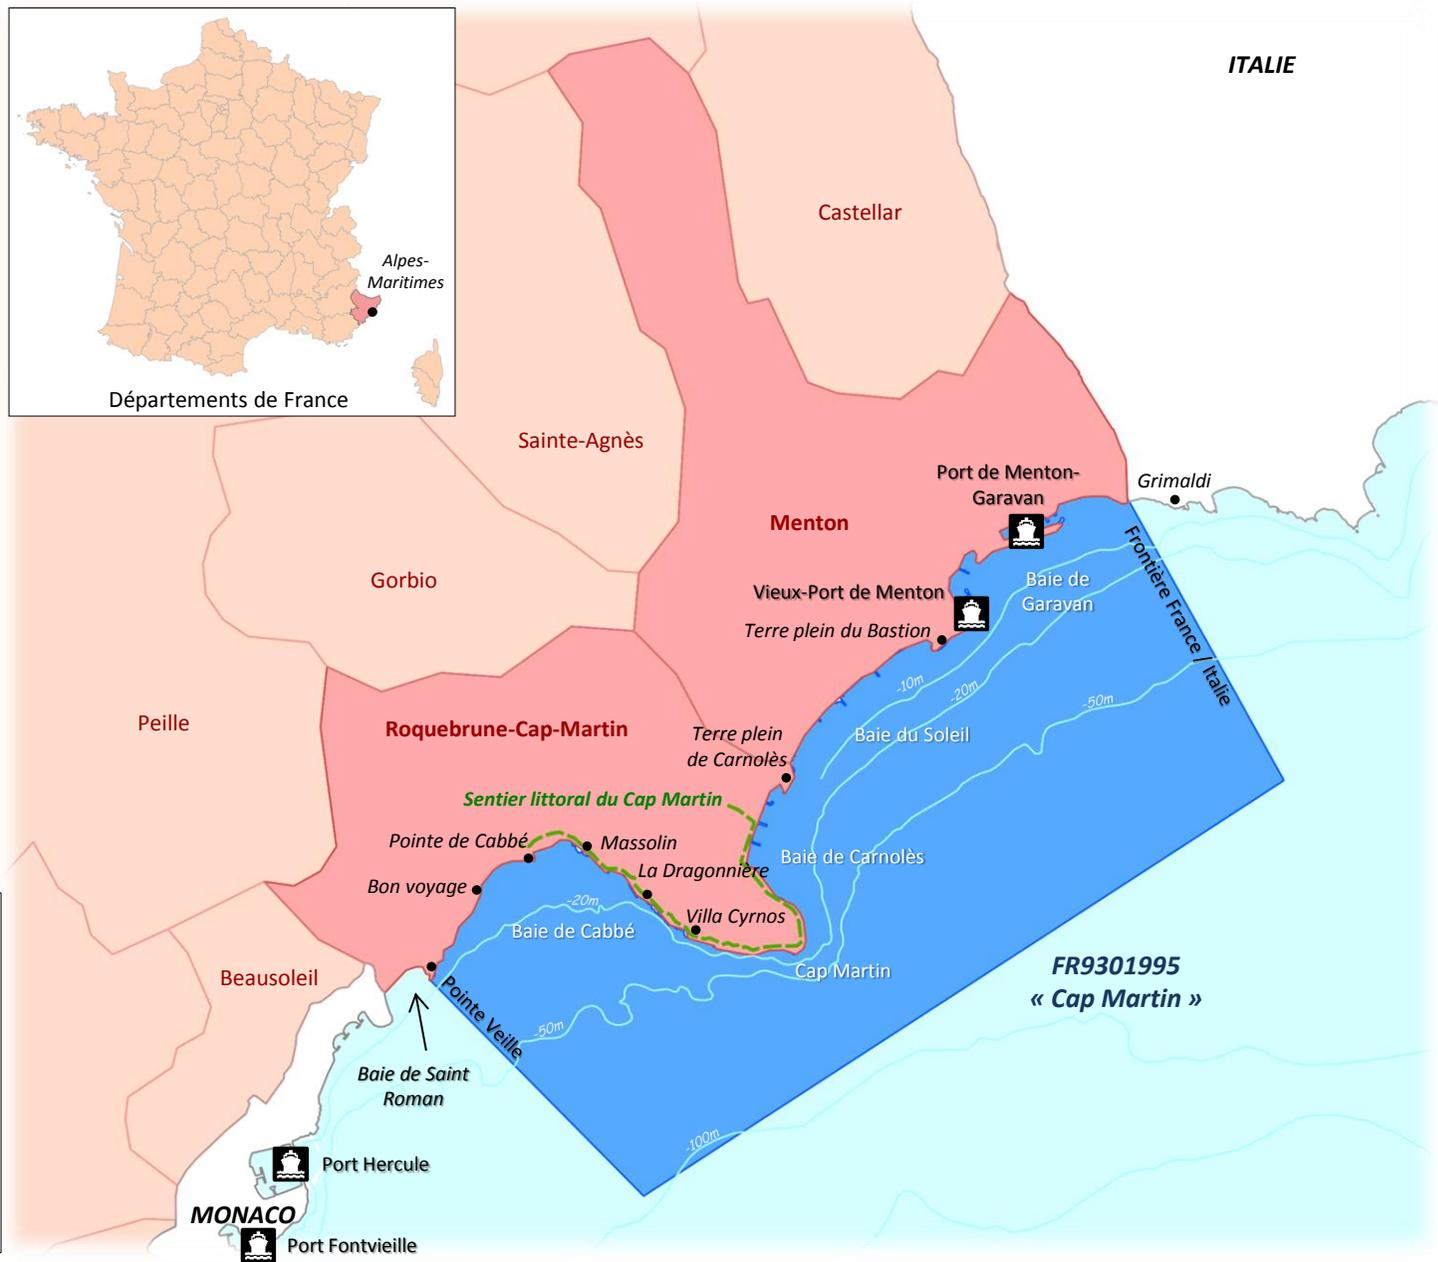 ITALIE
Castellar
Alpes-
Maritimes
Départements de France
Sainte-Agnès
Port de Menton-
Garavan
Grimaldi
Menton
Frontière France / Italie
Gorbio
Baie de
Garavan
Vieux-Port de Menton
Terre plein du Bastion
-10m
-20m
-50m
Peille
Roquebrune-Cap-Martin
Terre plein
de Carnolès
Baie du Soleil
Sentier littoral du Cap Martin
Pointe de Cabbé
Massolin
Baie de Carnolès
La Dragonnière
Bon voyage
-20m
Villa Cyrnos
Baie de Cabbé
Cap Martin
FR9301995
« Cap Martin »
Beausoleil
Pointe Veille
-50m
Baie de Saint
Roman
-100m
Port Hercule
MONACO
Port Fontvieille